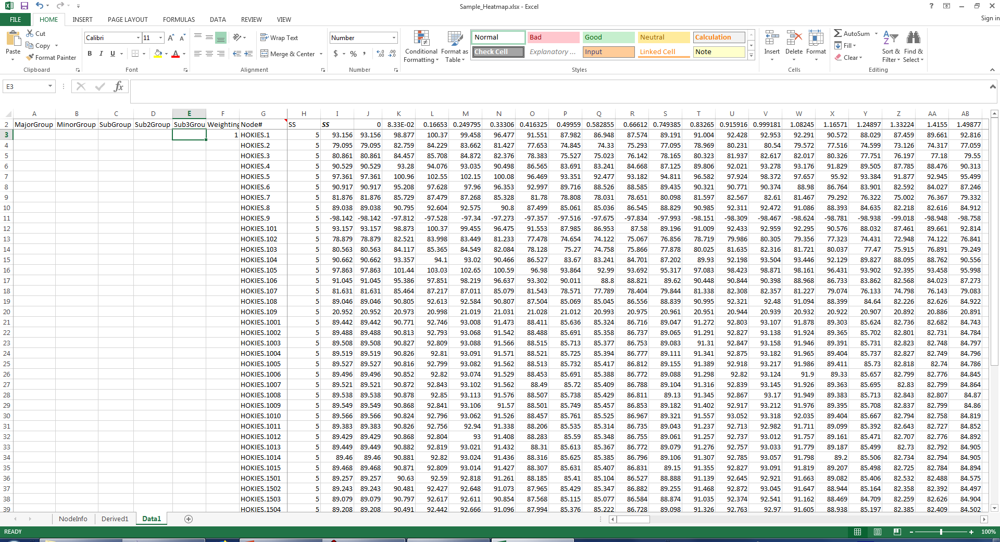 Sample_Heatmap.xlsx - Excel
Sign in
FILE HOME INSERT PAGE LAYOUT FORMULAS DATA REVIEW VIEW
Paste Cut Copy Format Painter Clipboard
Calibri 11 B I U Font
Wrap Text Merge & Center Alignment
Number $ % , Number
Conditional Formatting Format as Table
Normal Bad Good Neutral Calculation
Check Cell Explanatory ... Input Linked Cell Note
Styles
Insert Delete Format Cells
AutoSum Fill Clear Sort & Filter Find & Select Editing
E3 fx
A B C D E F G H I J K L M N O P Q R S T U V W X Y Z AA AB
2 MajorGroup MinorGroup SubGroup Sub2Group Sub3Grou Weighting Node# SS SS 0 8.33E-02 0.16653 0.249795 0.33306 0.416325 0.49959 0.582855 0.66612 0.749385 0.83265 0.915916 0.999181 1.08245 1.16571 1.24897 1.33224 1.4155 1.49877
3 1 HOKIES.1 5 93.156 93.156 98.877 100.37 99.458 96.477 91.551 87.982 86.948 87.574 89.191 91.004 92.428 92.953 92.291 90.572 88.029 87.459 89.661 92.816
4 HOKIES.2 5 79.095 79.095 82.759 84.229 83.662 81.427 77.653 74.845 74.33 75.293 77.095 78.969 80.231 80.54 79.572 77.516 74.599 73.126 74.317 77.059
5 HOKIES.3 5 80.861 80.861 84.457 85.708 84.872 82.376 78.383 75.527 75.023 76.142 78.165 80.323 81.937 82.617 82.017 80.326 77.751 76.197 77.18 79.55
6 HOKIES.4 5 90.529 90.529 93.28 94.076 93.035 90.498 86.565 83.691 83.241 84.668 87.125 89.806 92.021 93.278 93.176 91.829 89.505 87.785 88.476 90.313
7 HOKIES.5 5 97.361 97.361 100.96 102.55 102.15 100.08 96.469 93.351 92.477 93.182 94.811 96.582 97.924 98.372 97.657 95.92 93.384 91.877 92.945 95.499
8 HOKIES.6 5 90.917 90.917 95.208 97.628 97.96 96.353 92.997 89.716 88.526 88.585 89.435 90.321 90.771 90.374 88.98 86.764 83.901 82.592 84.027 87.246
9 HOKIES.7 5 81.876 81.876 85.729 87.479 87.268 85.328 81.78 78.808 78.031 78.651 80.098 81.597 82.567 82.61 81.467 79.292 76.322 75.002 76.367 79.332
10 HOKIES.8 5 89.038 89.038 90.795 92.604 92.575 90.8 87.499 85.061 85.036 86.545 88.829 90.985 92.311 92.472 91.086 88.393 84.635 82.218 82.616 84.912
11 HOKIES.9 5 -98.142 -98.142 -97.812 -97.528 -97.34 -97.273 -97.357 -97.516 -97.675 -97.834 -97.993 -98.151 -98.309 -98.467 -98.624 -98.781 -98.938 -99.018 -98.948 -98.758
12 HOKIES.101 5 93.157 93.157 98.873 100.37 99.455 96.475 91.553 87.985 86.953 87.58 89.196 91.009 92.433 92.959 92.295 90.576 88.032 87.461 89.661 92.814
13 HOKIES.102 5 78.879 78.879 82.521 83.998 83.449 81.233 77.478 74.654 74.122 75.067 76.856 78.719 79.986 80.305 79.356 77.323 74.431 72.948 74.122 76.841
14 HOKIES.103 5 80.563 80.563 84.117 85.365 84.549 82.084 78.128 75.27 74.758 75.866 77.878 80.025 81.635 82.316 81.721 80.037 77.47 75.915 76.891 79.249
15 HOKIES.104 5 90.662 90.662 93.357 94.1 93.02 90.466 86.527 83.67 83.241 84.701 87.202 89.93 92.198 93.504 93.446 92.129 89.827 88.095 88.762 90.556
16 HOKIES.105 5 97.863 97.863 101.44 103.03 102.65 100.59 96.98 93.864 92.99 93.692 95.317 97.083 98.423 98.871 98.161 96.431 93.902 92.395 93.458 95.998
17 HOKIES.106 5 91.045 91.045 95.386 97.851 98.219 96.637 93.302 90.011 88.8 88.821 89.62 90.448 90.844 90.398 88.968 86.733 83.862 82.568 84.023 87.273
18 HOKIES.107 5 81.631 81.631 85.464 87.217 87.011 85.079 81.543 78.571 77.789 78.404 79.844 81.338 82.308 82.357 81.227 79.074 76.133 74.798 76.143 79.083
19 HOKIES.108 5 89.046 89.046 90.805 92.613 92.584 90.807 87.504 85.069 85.045 86.556 88.839 90.995 92.321 92.48 91.094 88.399 84.64 82.226 82.626 84.922
20 HOKIES.109 5 20.952 20.952 20.973 20.998 21.019 21.031 21.028 21.012 20.993 20.975 20.961 20.951 20.944 20.939 20.932 20.922 20.907 20.892 20.886 20.891
21 HOKIES.1001 5 89.442 89.442 90.771 92.746 93.008 91.473 88.411 85.636 85.324 86.716 89.047 91.272 92.803 93.107 91.878 89.303 85.624 82.736 82.682 84.743
22 HOKIES.1002 5 89.488 89.488 90.813 92.793 93.068 91.542 88.488 85.691 85.358 86.737 89.065 91.291 92.827 93.138 91.924 89.365 85.702 82.801 82.731 84.784
23 HOKIES.1003 5 89.508 89.508 90.827 92.809 93.088 91.566 88.515 85.713 85.377 86.753 89.083 91.31 92.847 93.158 91.946 89.391 85.731 82.823 82.748 84.797
24 HOKIES.1004 5 89.519 89.519 90.826 92.81 93.091 91.571 88.521 85.725 85.394 86.777 89.111 91.341 92.875 93.182 91.965 89.404 85.737 82.827 82.749 84.796
25 HOKIES.1005 5 89.527 89.527 90.816 92.799 93.082 91.562 88.513 85.732 85.417 86.812 89.155 91.389 92.918 93.217 91.986 89.411 85.73 82.818 82.74 84.786
26 HOKIES.1006 5 89.496 89.496 90.852 92.82 93.074 91.529 88.453 85.691 85.388 86.772 89.088 91.298 92.82 93.124 91.9 89.33 85.657 82.799 82.776 84.845
27 HOKIES.1007 5 89.521 89.521 90.872 92.843 93.102 91.562 88.49 85.72 85.409 86.788 89.104 91.316 92.839 93.145 91.926 89.363 85.695 82.83 82.799 84.864
28 HOKIES.1008 5 89.538 89.538 90.878 92.85 93.113 91.576 88.507 85.738 85.429 86.811 89.13 91.345 92.867 93.17 91.949 89.383 85.713 82.843 82.807 84.87
29 HOKIES.1009 5 89.549 89.549 90.868 92.841 93.106 91.57 88.501 85.749 85.457 86.853 89.182 91.402 92.917 93.212 91.976 89.395 85.708 82.837 82.799 84.86
30 HOKIES.1010 5 89.566 89.566 90.824 92.796 93.062 91.526 88.457 85.761 85.525 86.967 89.321 91.557 93.052 93.318 92.035 89.404 85.667 82.794 82.758 84.819
31 HOKIES.1011 5 89.383 89.383 90.826 92.756 92.94 91.338 88.206 85.535 85.314 86.735 89.043 91.237 92.713 92.982 91.711 89.099 85.392 82.643 82.727 84.852
32 HOKIES.1012 5 89.429 89.429 90.868 92.804 93 91.408 88.283 85.59 85.348 86.755 89.061 91.257 92.737 93.012 91.757 89.161 85.471 82.707 82.776 84.892
33 HOKIES.1013 5 89.449 89.449 90.882 92.819 93.021 91.432 88.31 85.613 85.367 86.772 89.079 91.276 92.757 93.033 91.779 89.187 85.499 82.73 82.792 84.905
34 HOKIES.1014 5 89.46 89.46 90.881 92.82 93.024 91.436 88.316 85.625 85.385 86.796 89.106 91.307 92.785 93.057 91.798 89.2 85.506 82.734 82.794 84.905
35 HOKIES.1015 5 89.468 89.468 90.871 92.809 93.014 91.427 88.307 85.631 85.407 86.831 89.15 91.355 92.827 93.091 91.819 89.207 85.498 82.725 82.784 84.894
36 HOKIES.1501 5 89.257 89.257 90.63 92.59 92.818 91.261 88.185 85.41 85.104 86.527 88.888 91.139 92.645 92.921 91.663 89.082 85.406 82.532 82.488 84.575
37 HOKIES.1502 5 89.243 89.243 90.481 92.427 92.648 91.073 87.965 85.429 85.347 86.882 89.255 91.468 92.872 93.045 91.647 88.944 85.164 82.358 82.392 84.497
38 HOKIES.1503 5 89.079 89.079 90.797 92.617 92.611 90.854 87.568 85.115 85.077 86.584 88.874 91.035 92.374 92.541 91.162 88.469 84.709 82.259 82.626 84.904
39 HOKIES.1504 5 89.208 89.208 90.491 92.442 92.666 91.096 87.994 85.376 85.222 86.728 89.098 91.326 92.763 92.97 91.605 88.938 85.197 82.385 82.409 84.502
NodeInfo Derived1 Data1
READY 100%